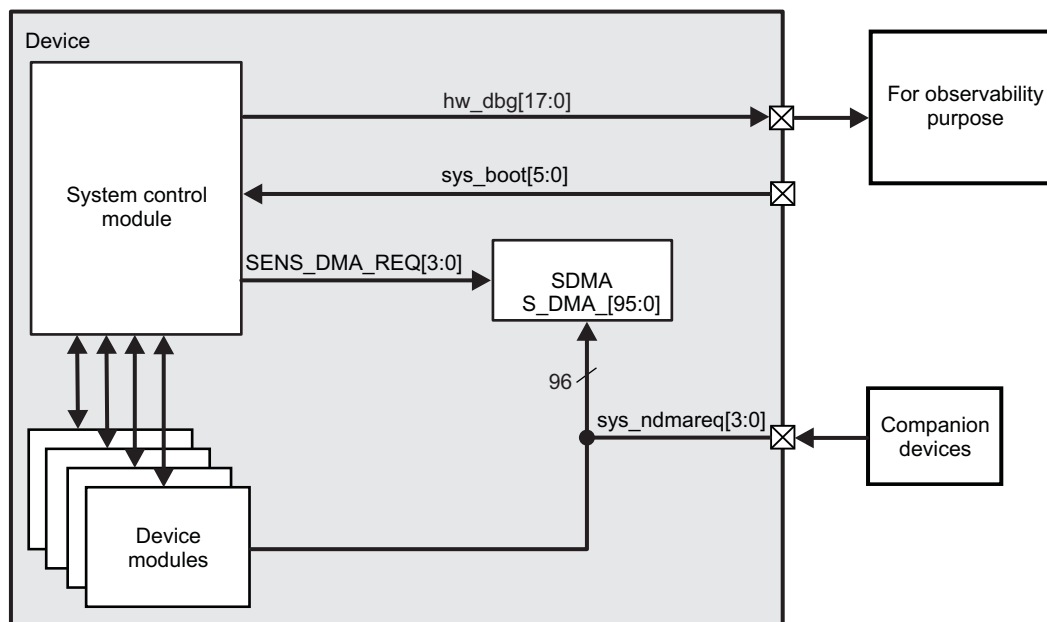 Device
hw_dbg[17:0]
For observability
purpose
System control
module
sys_boot[5:0]
SENS_DMA_REQ[3:0]
SDMA
S_DMA_[95:0]
96
sys_ndmareq[3:0]
Companion
devices
Device
modules